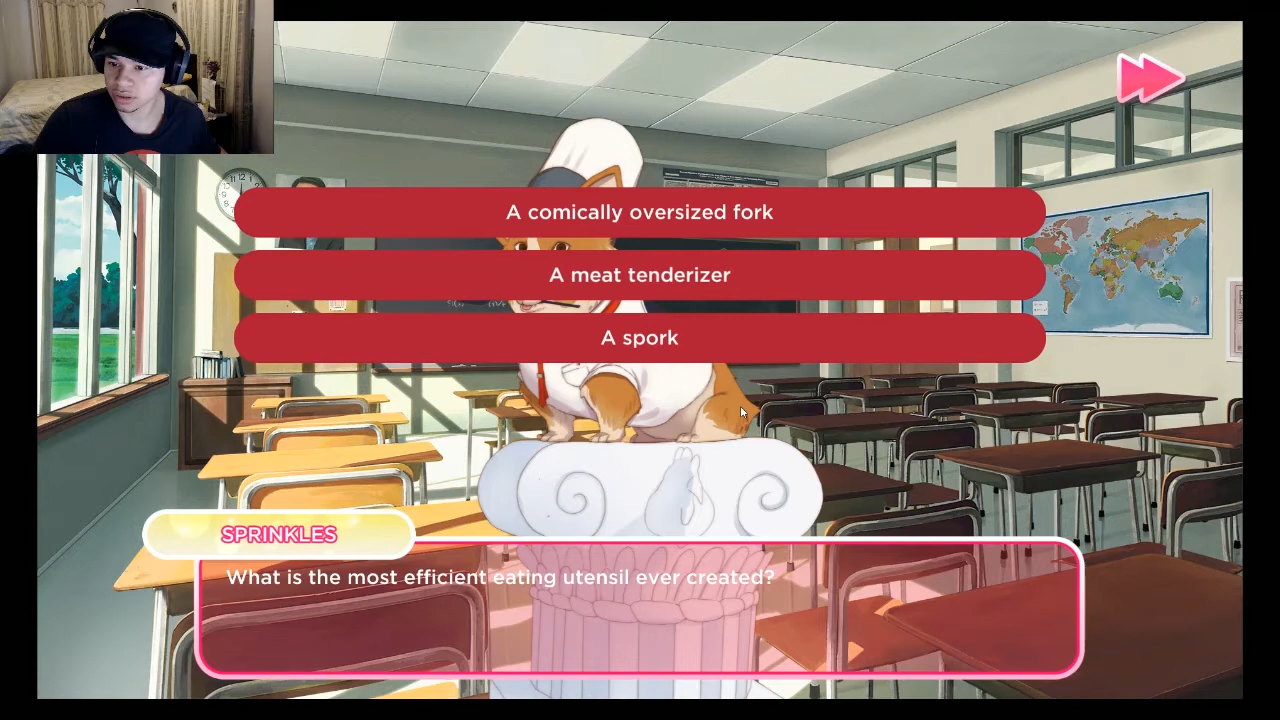 A comically oversized fork
A meat tenderizer
A spork
SPRINKLES
What is the most efficient eating utensil ever created?